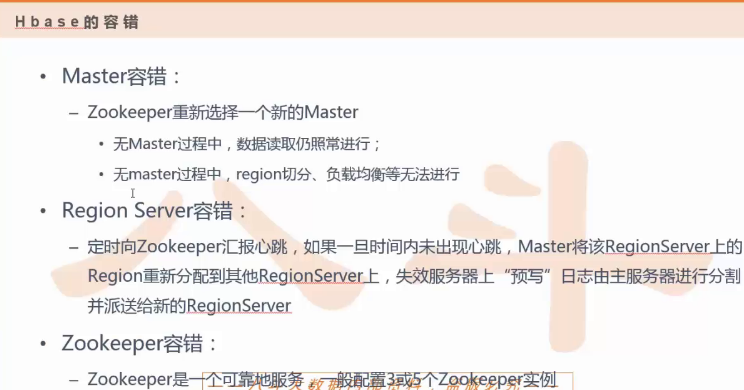 Hbase的容错
• Master容错：
– Zookeeper重新选择一个新的Master
• 无Master过程中，数据读取仍照常进行；
• 无master过程中，region切分、负载均衡等无法进行
• Region Server容错：
– 定时向Zookeeper汇报心跳，如果一旦时间内未出现心跳，Master将该RegionServer上的
Region重新分配到其他RegionServer上，失效服务器上“预写”日志由主服务器进行分割
并派送给新的RegionServer
• Zookeeper容错：
– Zookeeper是一个可靠地服务，一般配置3或5个Zookeeper实例
八斗